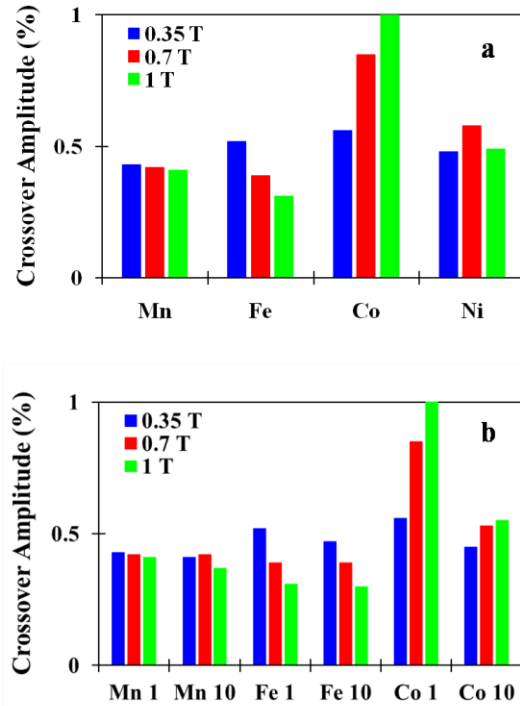 Crossover Amplitude (%)
1
0.5
0
0.35 T
0.7 T
1 T
a
Mn Fe Co Ni
Crossover Amplitude (%)
1
0.5
0
0.35 T
0.7 T
1 T
b
Mn 1 Mn 10 Fe 1 Fe 10 Co 1 Co 10